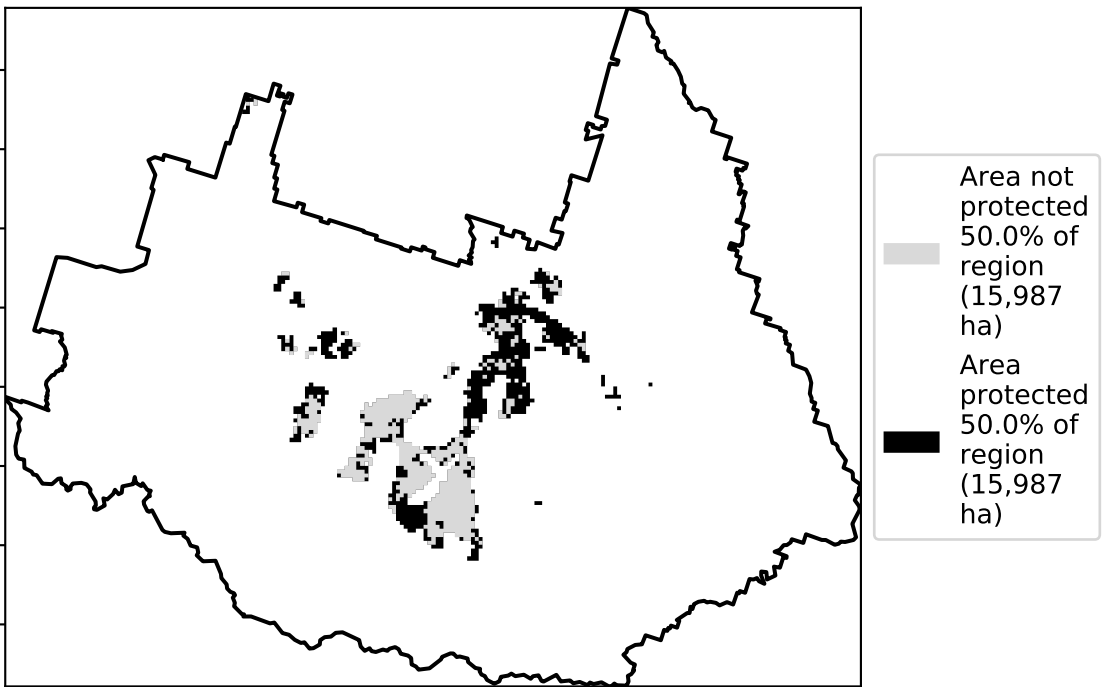 Area not
protected
50.0% of
region
(15,987
ha)
Area
protected
50.0% of
region
(15,987
ha)